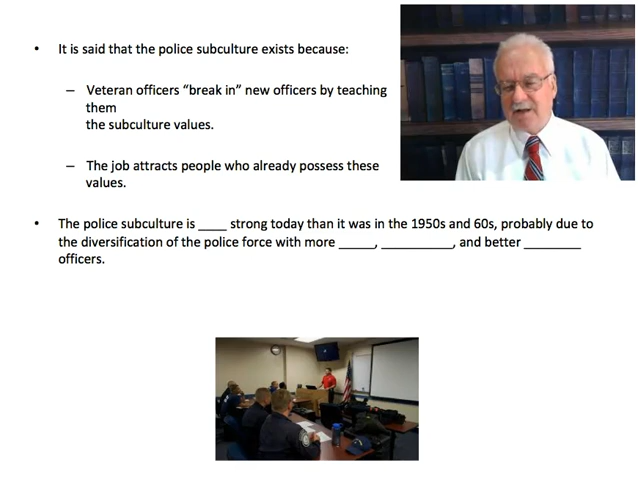 • It is said that the police subculture exists because:
– Veteran officers “break in” new officers by teaching
them
the subculture values.
– The job attracts people who already possess these
values.
• The police subculture is ____ strong today than it was in the 1950s and 60s, probably due to
the diversification of the police force with more _____, __________, and better ________
officers.